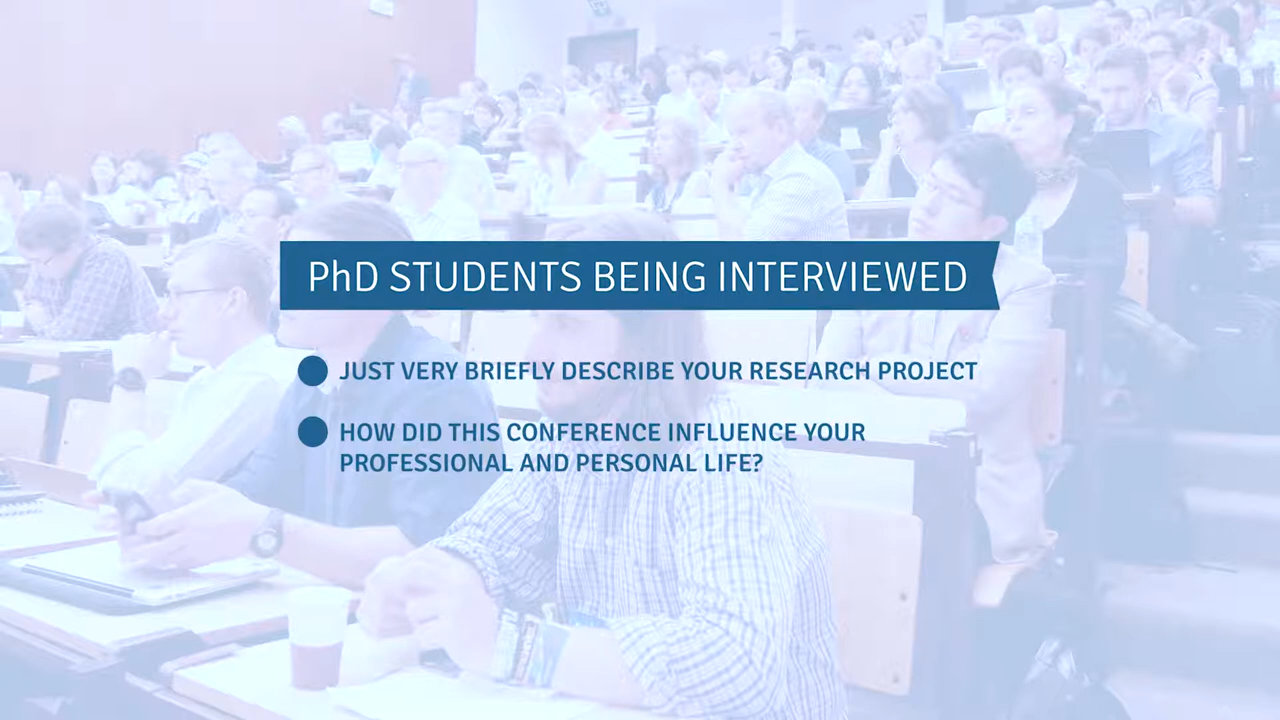 PhD STUDENTS BEING INTERVIEWED
JUST VERY BRIEFLY DESCRIBE YOUR RESEARCH PROJECT
HOW DID THIS CONFERENCE INFLUENCE YOUR
PROFESSIONAL AND PERSONAL LIFE?